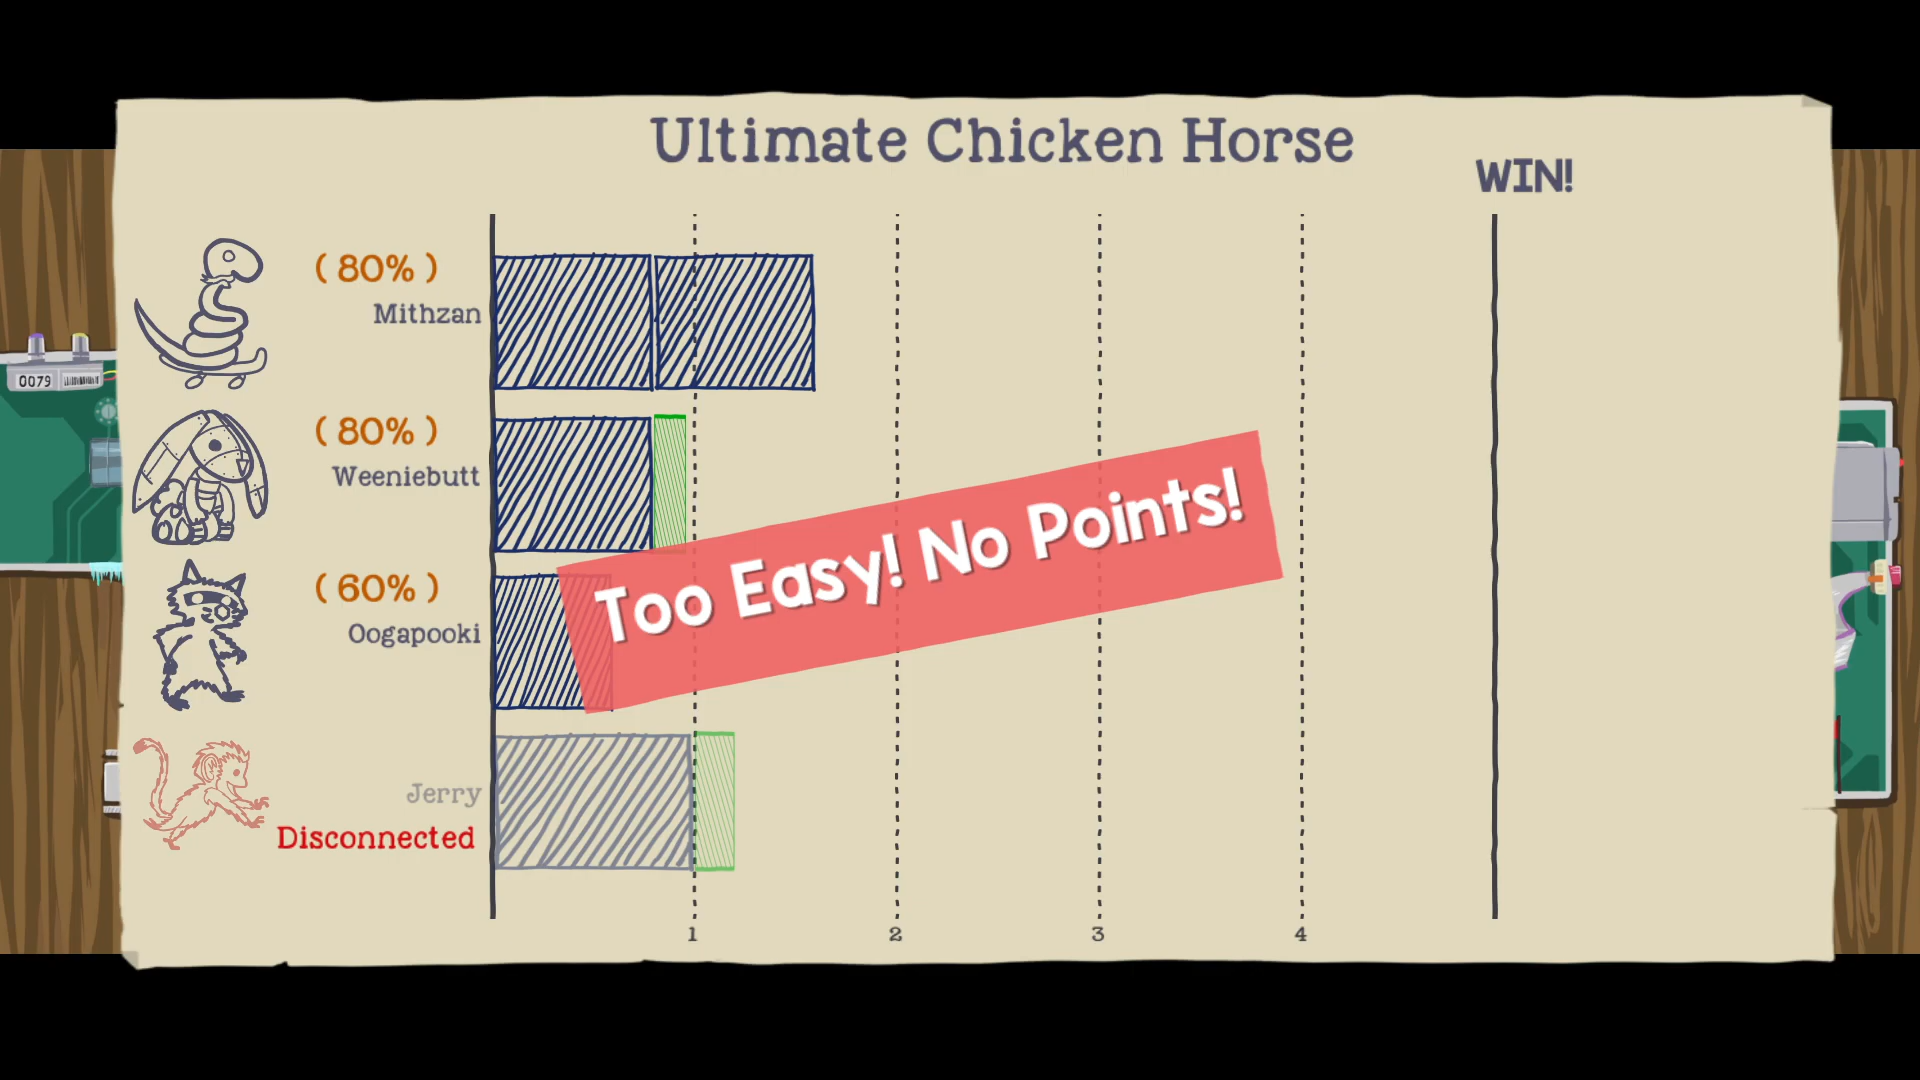 Ultimate Chicken Horse
WIN!
( 80% )
Mithzan
0079
( 80% )
Weeniebutt
Too Easy! No Points!
( 60% )
Oogapooki
Jerry
Disconnected
1 2 3 4